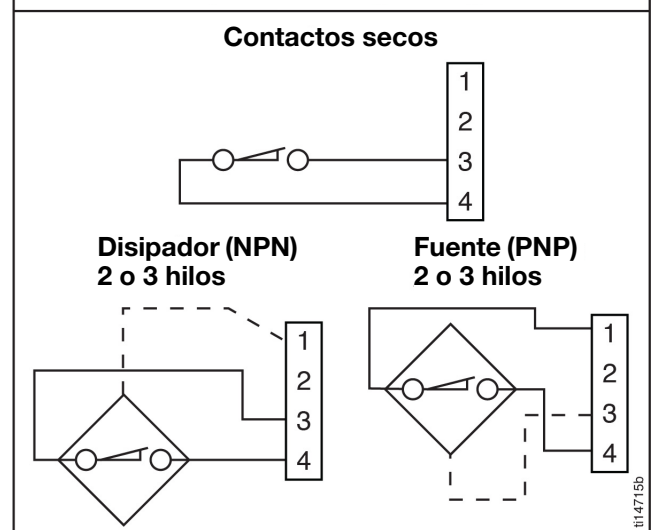 Contactos secos
1
2
3
4
Disipador (NPN)
2 o 3 hilos
1
2
3
4
Fuente (PNP)
2 o 3 hilos
1
2
3
4
ti14715b